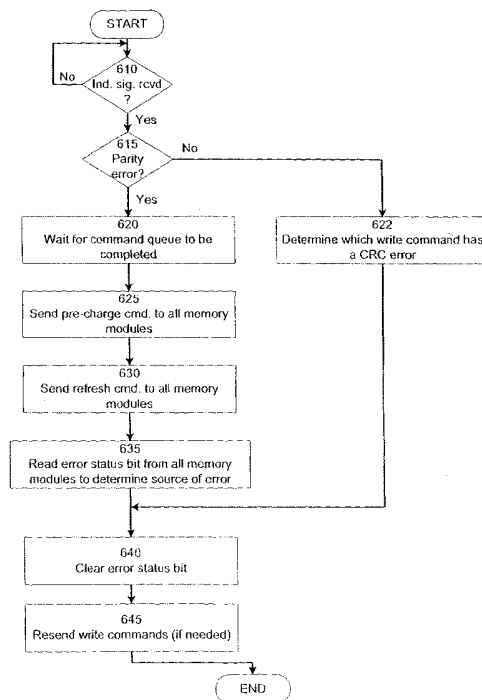 START
610
Ind. sig. rcvd
?
No
Yes
615
Parity
error?
No
Yes
620
Wait for command queue to be
completed
622
Determine which write command has
a CRC error
625
Send pre-charge cmd. to all memory
modules
630
Send refresh cmd. to all memory
modules
635
Read error status bit from all memory
modules to determine source of error
640
Clear error status bit
645
Resend write commands (if needed)
END